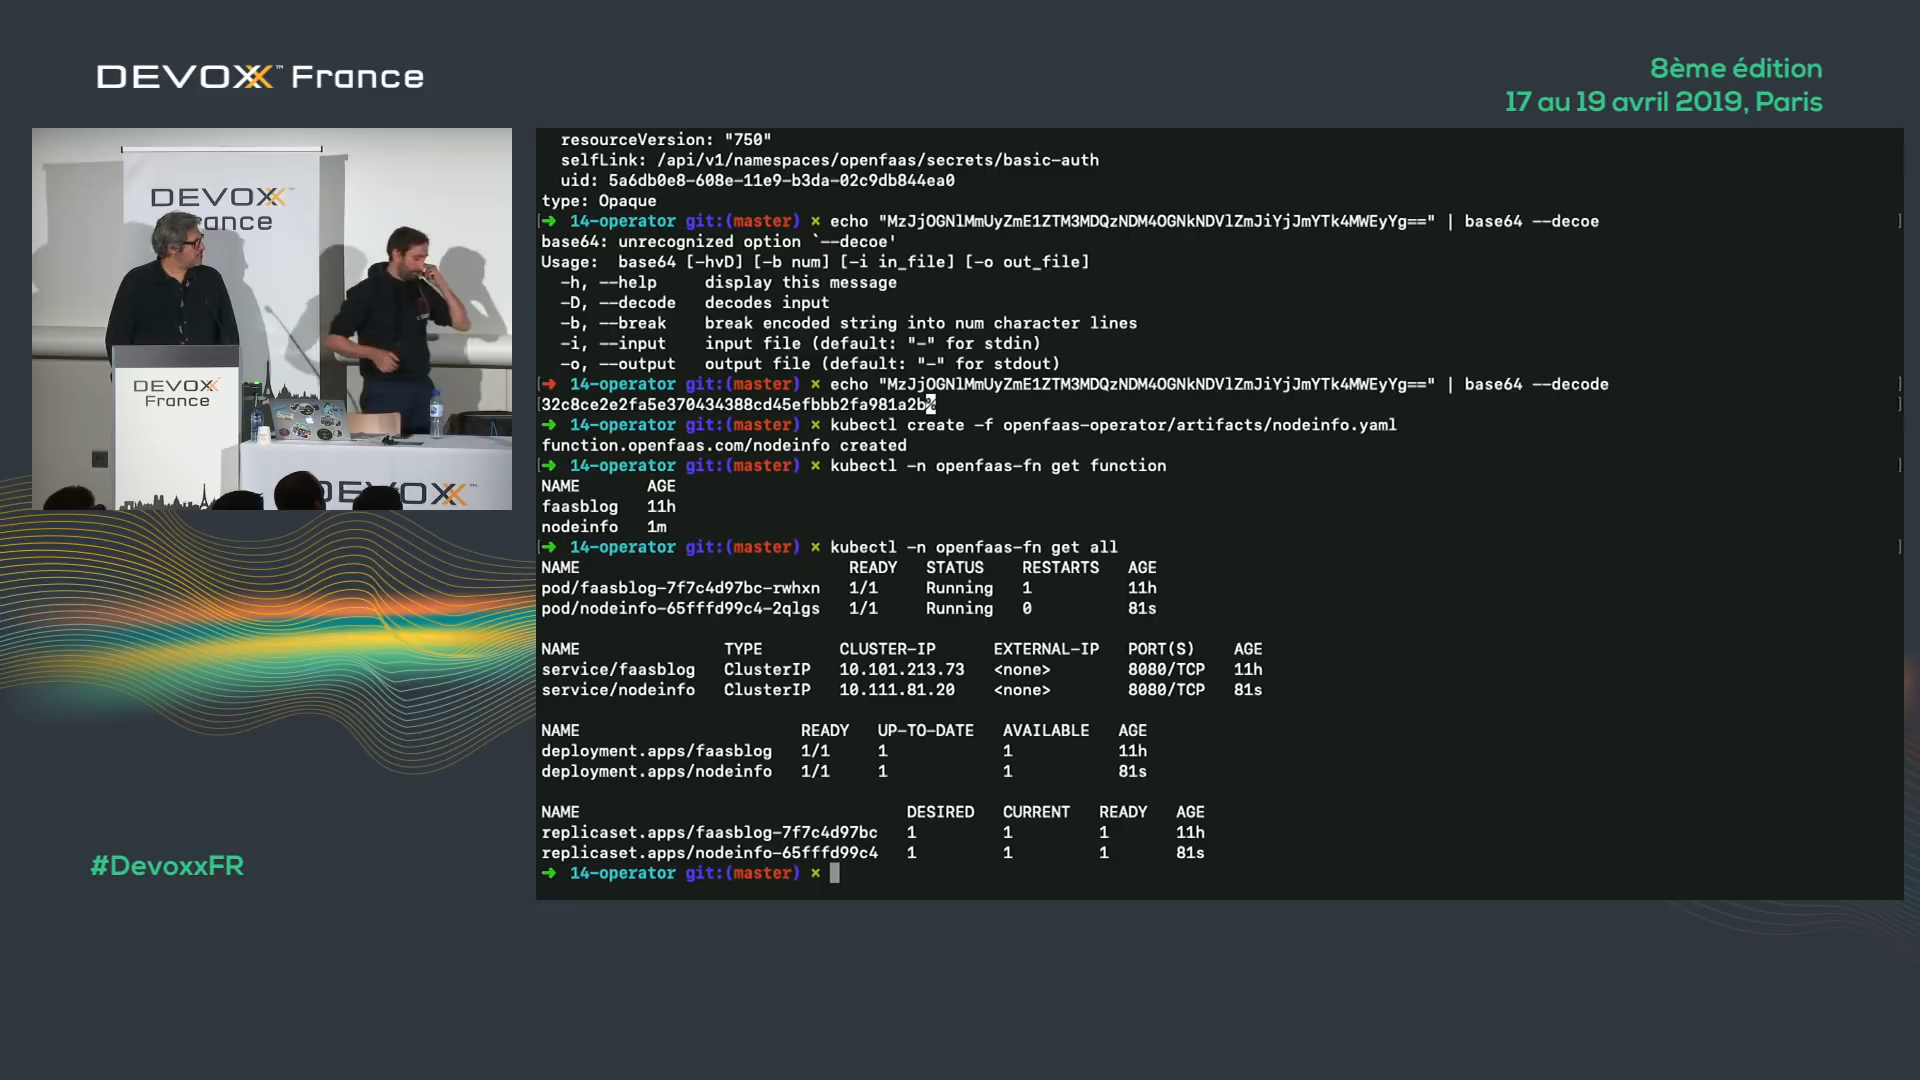 DEVOXX™ France
8ème édition
17 au 19 avril 2019, Paris
DEVOXX™
France
DEVOXX
France
DEVOXX
resourceVersion: "750"
selfLink: /api/v1/namespaces/openfaas/secrets/basic-auth
uid: 5a6db0e8-608e-11e9-b3da-02c9db844ea0
type: Opaque
[➜ 14-operator git:(master) × echo "MzJjOGNlMmUyZmE1ZTM3MDQzNDM4OGNkNDVlZmJiYjJmYTk4MWEyYg==" | base64 --decoe ]
base64: unrecognized option `--decoe'
Usage: base64 [-hvD] [-b num] [-i in_file] [-o out_file]
-h, --help display this message
-D, --decode decodes input
-b, --break break encoded string into num character lines
-i, --input input file (default: "-" for stdin)
-o, --output output file (default: "-" for stdout)
[➜ 14-operator git:(master) × echo "MzJjOGNlMmUyZmE1ZTM3MDQzNDM4OGNkNDVlZmJiYjJmYTk4MWEyYg==" | base64 --decode ]
[32c8ce2e2fa5e370434388cd45efbbb2fa981a2b% ]
➜ 14-operator git:(master) × kubectl create -f openfaas-operator/artifacts/nodeinfo.yaml
function.openfaas.com/nodeinfo created
[➜ 14-operator git:(master) × kubectl -n openfaas-fn get function ]
NAME AGE
faasblog 11h
nodeinfo 1m
[➜ 14-operator git:(master) × kubectl -n openfaas-fn get all ]
NAME READY STATUS RESTARTS AGE
pod/faasblog-7f7c4d97bc-rwhxn 1/1 Running 1 11h
pod/nodeinfo-65fffd99c4-2qlgs 1/1 Running 0 81s
NAME TYPE CLUSTER-IP EXTERNAL-IP PORT(S) AGE
service/faasblog ClusterIP 10.101.213.73 <none> 8080/TCP 11h
service/nodeinfo ClusterIP 10.111.81.20 <none> 8080/TCP 81s
NAME READY UP-TO-DATE AVAILABLE AGE
deployment.apps/faasblog 1/1 1 1 11h
deployment.apps/nodeinfo 1/1 1 1 81s
NAME DESIRED CURRENT READY AGE
replicaset.apps/faasblog-7f7c4d97bc 1 1 1 11h
replicaset.apps/nodeinfo-65fffd99c4 1 1 1 81s
➜ 14-operator git:(master) ×
#DevoxxFR